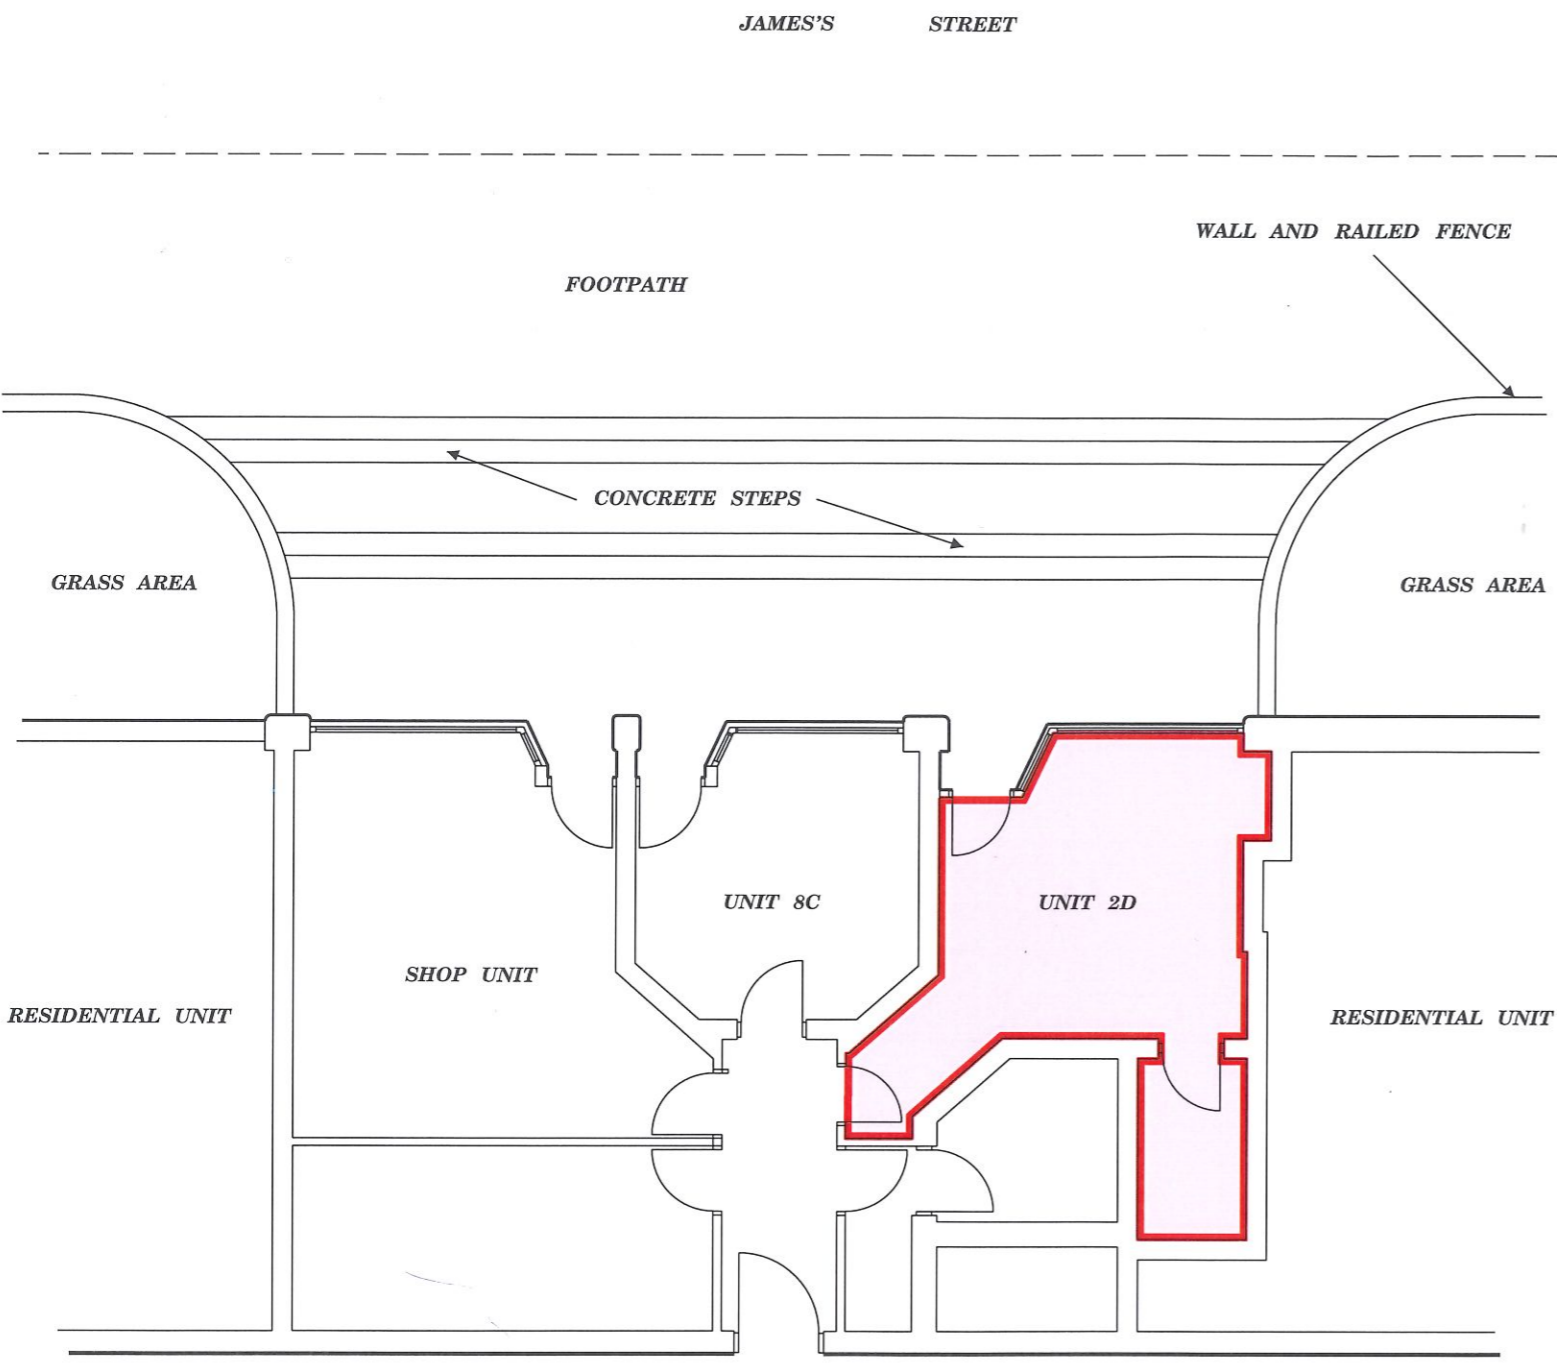 JAMES'S STREET
WALL AND RAILED FENCE
FOOTPATH
CONCRETE STEPS
GRASS AREA
GRASS AREA
UNIT 8C
UNIT 2D
SHOP UNIT
RESIDENTIAL UNIT
RESIDENTIAL UNIT